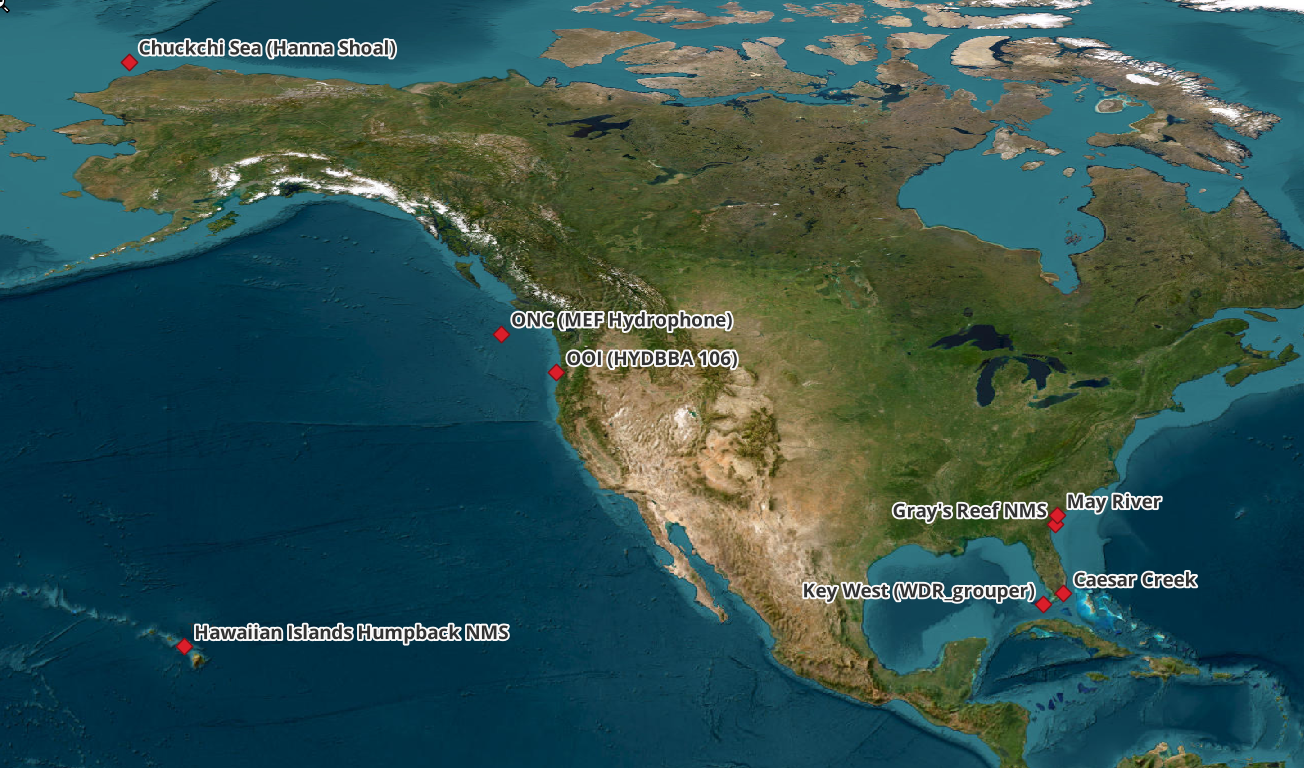 Chuckchi Sea (Hanna Shoal)
ONC (MEF Hydrophone)
OOI (HYDBBA 106)
May River
Gray's Reef NMS
Caesar Creek
Key West (WDR_grouper)
Hawaiian Islands Humpback NMS